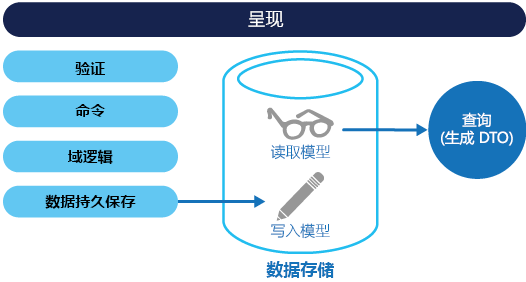 呈现
验证
命令
域逻辑
数据持久保存
读取模型
写入模型
数据存储
查询
(生成 DTO)